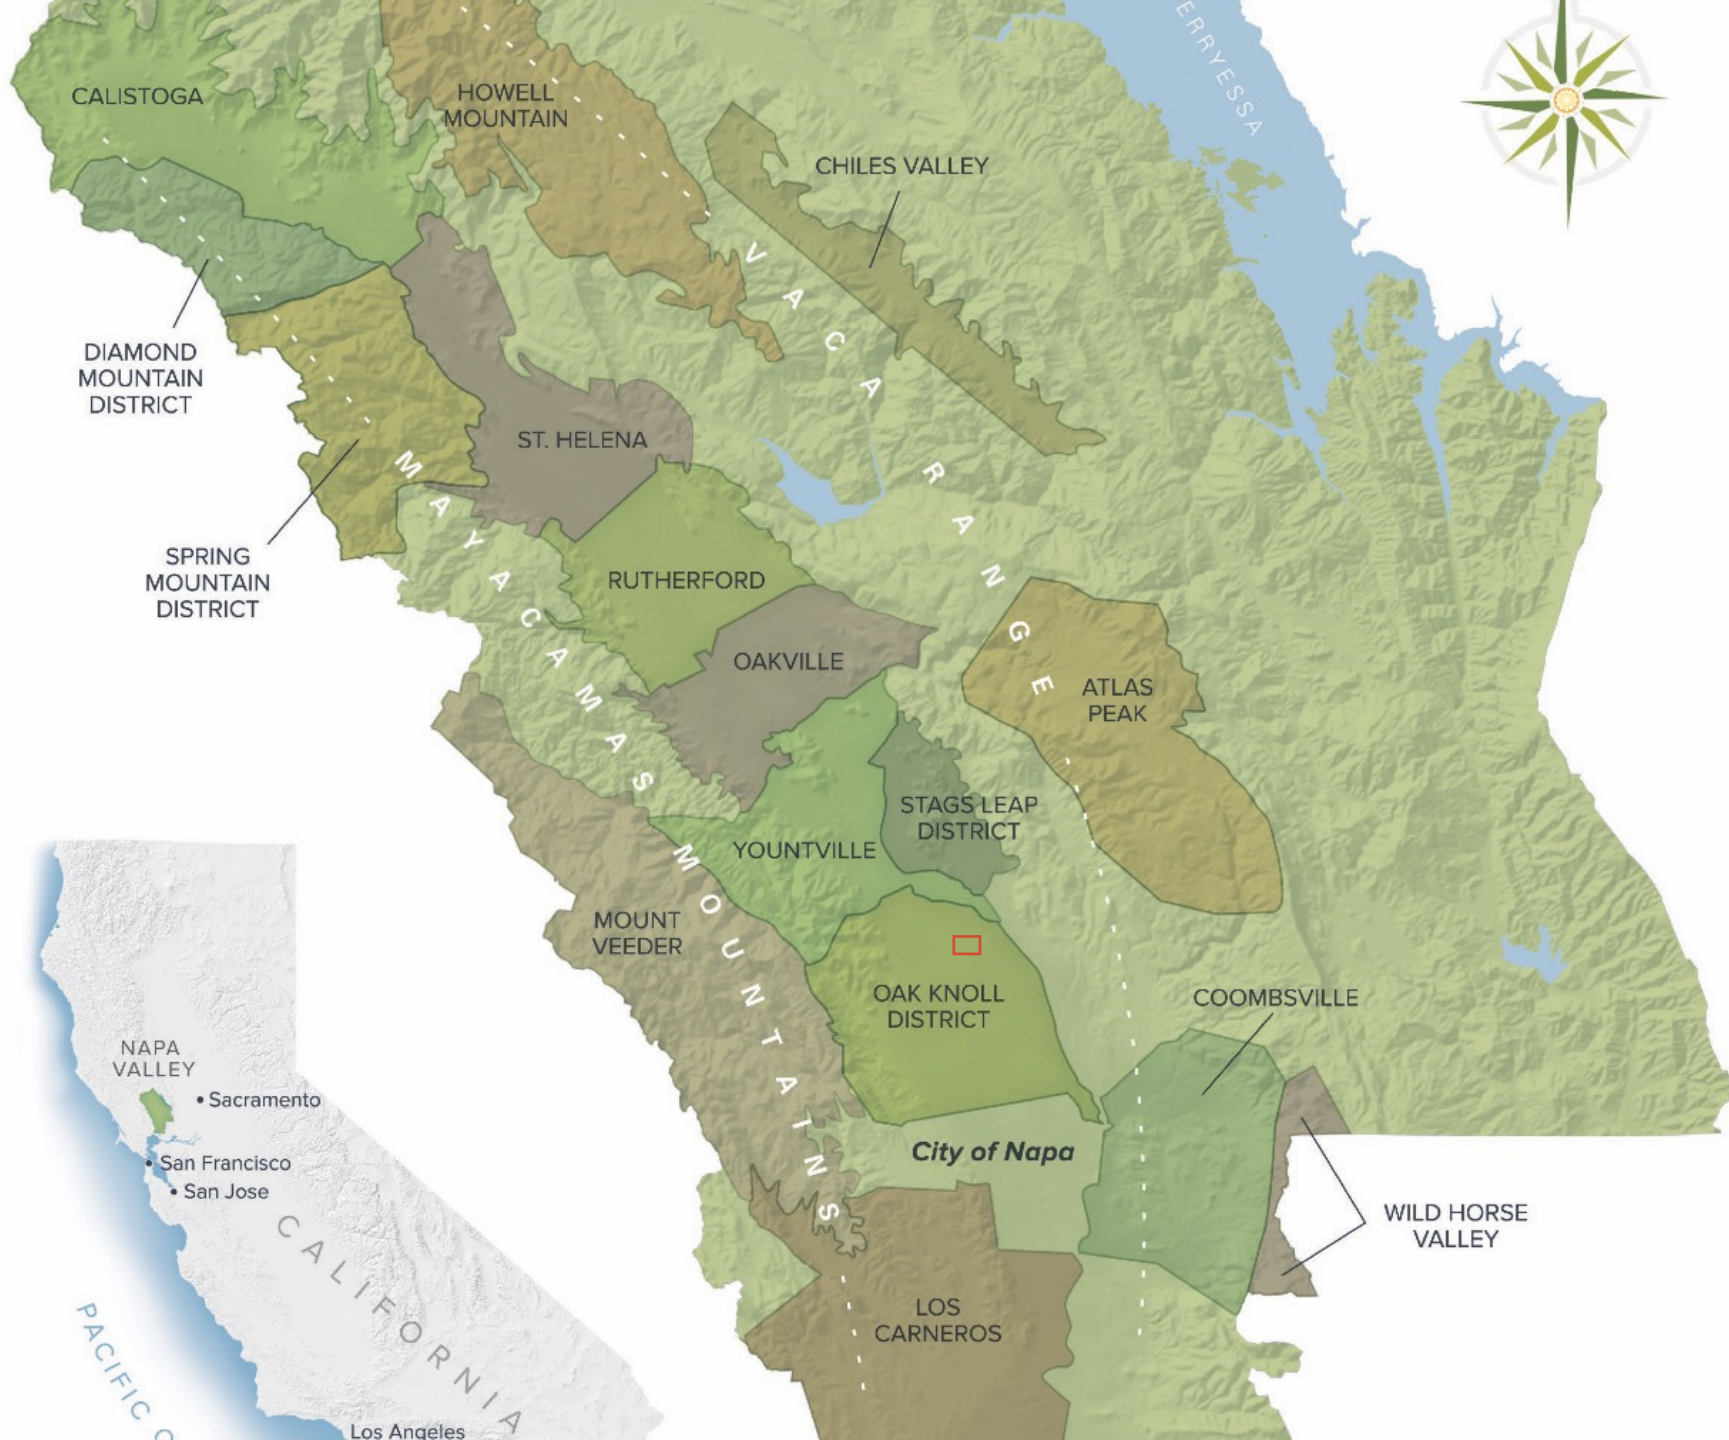 ERRYESSA
CALISTOGA
HOWELL
MOUNTAIN
CHILES VALLEY
VACA RANGE
DIAMOND
MOUNTAIN
DISTRICT
ST. HELENA
MAYACAMAS MOUNTAINS
SPRING
MOUNTAIN
DISTRICT
RUTHERFORD
OAKVILLE
ATLAS
PEAK
STAGS LEAP
DISTRICT
YOUNTVILLE
MOUNT
VEEDER
OAK KNOLL
DISTRICT
COOMBSVILLE
City of Napa
WILD HORSE
VALLEY
LOS
CARNEROS
NAPA
VALLEY
Sacramento
San Francisco
San Jose
CALIFORNIA
PACIFIC O
Los Angeles